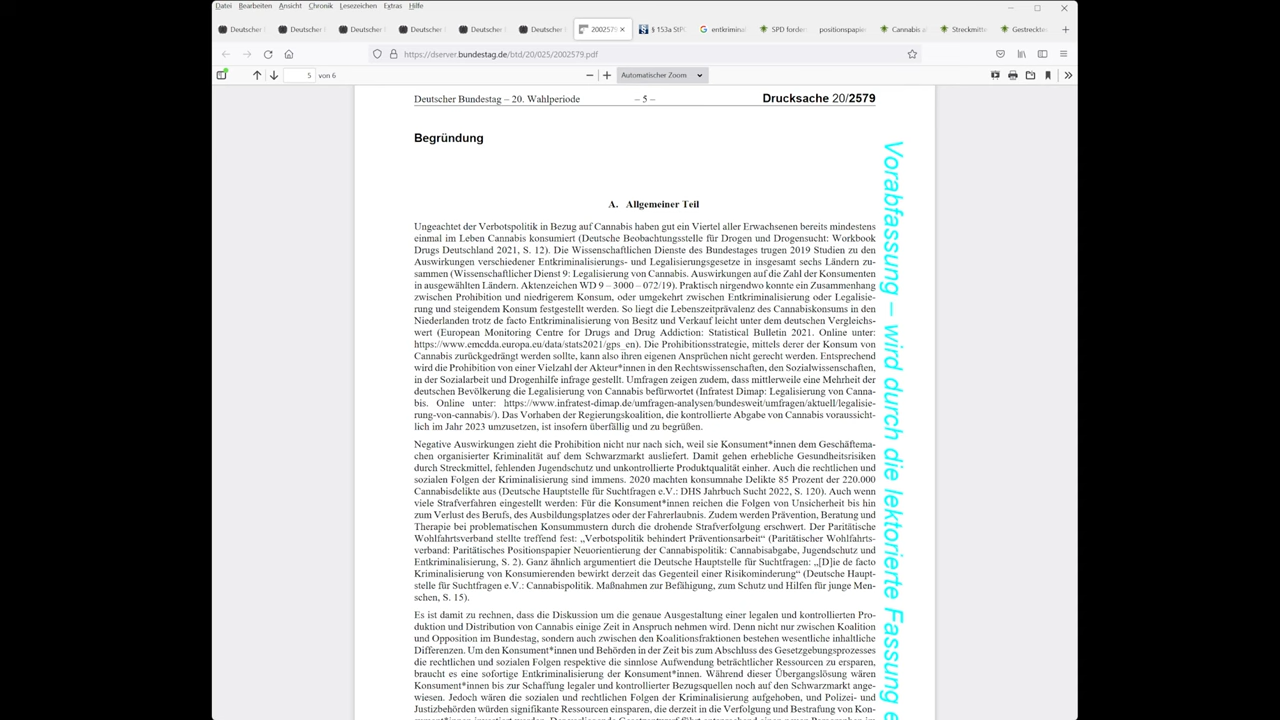 Datei Bearbeiten Ansicht Chronik Lesezeichen Extras Hilfe
Deutscher Deutscher Deutscher Deutscher Deutscher Deutscher 2002579 § 153a StPO entkriminal SPD forder positionspapie Cannabis al Streckmitte Gestreckte
https://dserver.bundestag.de/btd/20/025/2002579.pdf
5 von 6 Automatischer Zoom
Deutscher Bundestag – 20. Wahlperiode – 5 – Drucksache 20/2579
Begründung
A. Allgemeiner Teil
Ungeachtet der Verbotspolitik in Bezug auf Cannabis haben gut ein Viertel aller Erwachsenen bereits mindestens
einmal im Leben Cannabis konsumiert (Deutsche Beobachtungsstelle für Drogen und Drogensucht: Workbook
Drugs Deutschland 2021, S. 12). Die Wissenschaftlichen Dienste des Bundestages trugen 2019 Studien zu den
Auswirkungen verschiedener Entkriminalisierungs- und Legalisierungsgesetze in insgesamt sechs Ländern zu-
sammen (Wissenschaftlicher Dienst 9: Legalisierung von Cannabis. Auswirkungen auf die Zahl der Konsumenten
in ausgewählten Ländern. Aktenzeichen WD 9 – 3000 – 072/19). Praktisch nirgendwo konnte ein Zusammenhang
zwischen Prohibition und niedrigerem Konsum, oder umgekehrt zwischen Entkriminalisierung oder Legalisie-
rung und steigendem Konsum festgestellt werden. So liegt die Lebenszeitprävalenz des Cannabiskonsums in den
Niederlanden trotz de facto Entkriminalisierung von Besitz und Verkauf leicht unter dem deutschen Vergleichs-
wert (European Monitoring Centre for Drugs and Drug Addiction: Statistical Bulletin 2021. Online unter:
https://www.emcdda.europa.eu/data/stats2021/gps_en). Die Prohibitionsstrategie, mittels derer der Konsum von
Cannabis zurückgedrängt werden sollte, kann also ihren eigenen Ansprüchen nicht gerecht werden. Entsprechend
wird die Prohibition von einer Vielzahl der Akteur*innen in den Rechtswissenschaften, den Sozialwissenschaften,
in der Sozialarbeit und Drogenhilfe infrage gestellt. Umfragen zeigen zudem, dass mittlerweile eine Mehrheit der
deutschen Bevölkerung die Legalisierung von Cannabis befürwortet (Infratest Dimap: Legalisierung von Canna-
bis. Online unter: https://www.infratest-dimap.de/umfragen-analysen/bundesweit/umfragen/aktuell/legalisie-
rung-von-cannabis/). Das Vorhaben der Regierungskoalition, die kontrollierte Abgabe von Cannabis voraussicht-
lich im Jahr 2023 umzusetzen, ist insofern überfällig und zu begrüßen.
Negative Auswirkungen zieht die Prohibition nicht nur nach sich, weil sie Konsument*innen dem Geschäftema-
chen organisierter Kriminalität auf dem Schwarzmarkt ausliefert. Damit gehen erhebliche Gesundheitsrisiken
durch Streckmittel, fehlenden Jugendschutz und unkontrollierte Produktqualität einher. Auch die rechtlichen und
sozialen Folgen der Kriminalisierung sind immens. 2020 machten konsumnahe Delikte 85 Prozent der 220.000
Cannabisdelikte aus (Deutsche Hauptstelle für Suchtfragen e.V.: DHS Jahrbuch Sucht 2022, S. 120). Auch wenn
viele Strafverfahren eingestellt werden: Für die Konsument*innen reichen die Folgen von Unsicherheit bis hin
zum Verlust des Berufs, des Ausbildungsplatzes oder der Fahrerlaubnis. Zudem werden Prävention, Beratung und
Therapie bei problematischen Konsummustern durch die drohende Strafverfolgung erschwert. Der Paritätische
Wohlfahrtsverband stellte treffend fest: „Verbotspolitik behindert Präventionsarbeit“ (Paritätischer Wohlfahrts-
verband: Paritätisches Positionspapier Neuorientierung der Cannabispolitik: Cannabisabgabe, Jugendschutz und
Entkriminalisierung, S. 2). Ganz ähnlich argumentiert die Deutsche Hauptstelle für Suchtfragen: „[D]ie de facto
Kriminalisierung von Konsumierenden bewirkt derzeit das Gegenteil einer Risikominderung“ (Deutsche Haupt-
stelle für Suchtfragen e.V.: Cannabispolitik. Maßnahmen zur Befähigung, zum Schutz und Hilfen für junge Men-
schen, S. 15).
Es ist damit zu rechnen, dass die Diskussion um die genaue Ausgestaltung einer legalen und kontrollierten Pro-
duktion und Distribution von Cannabis einige Zeit in Anspruch nehmen wird. Denn nicht nur zwischen Koalition
und Opposition im Bundestag, sondern auch zwischen den Koalitionsfraktionen bestehen wesentliche inhaltliche
Differenzen. Um den Konsument*innen und Behörden in der Zeit bis zum Abschluss des Gesetzgebungsprozesses
die rechtlichen und sozialen Folgen respektive die sinnlose Aufwendung beträchtlicher Ressourcen zu ersparen,
braucht es eine sofortige Entkriminalisierung der Konsument*innen. Während dieser Übergangslösung wären
Konsument*innen bis zur Schaffung legaler und kontrollierter Bezugsquellen noch auf den Schwarzmarkt ange-
wiesen. Jedoch wären die sozialen und rechtlichen Folgen der Kriminalisierung aufgehoben, und Polizei- und
Justizbehörden würden signifikante Ressourcen einsparen, die derzeit in die Verfolgung und Bestrafung von Kon-
Vorabfassung – wird durch die lektorierte Fassung e